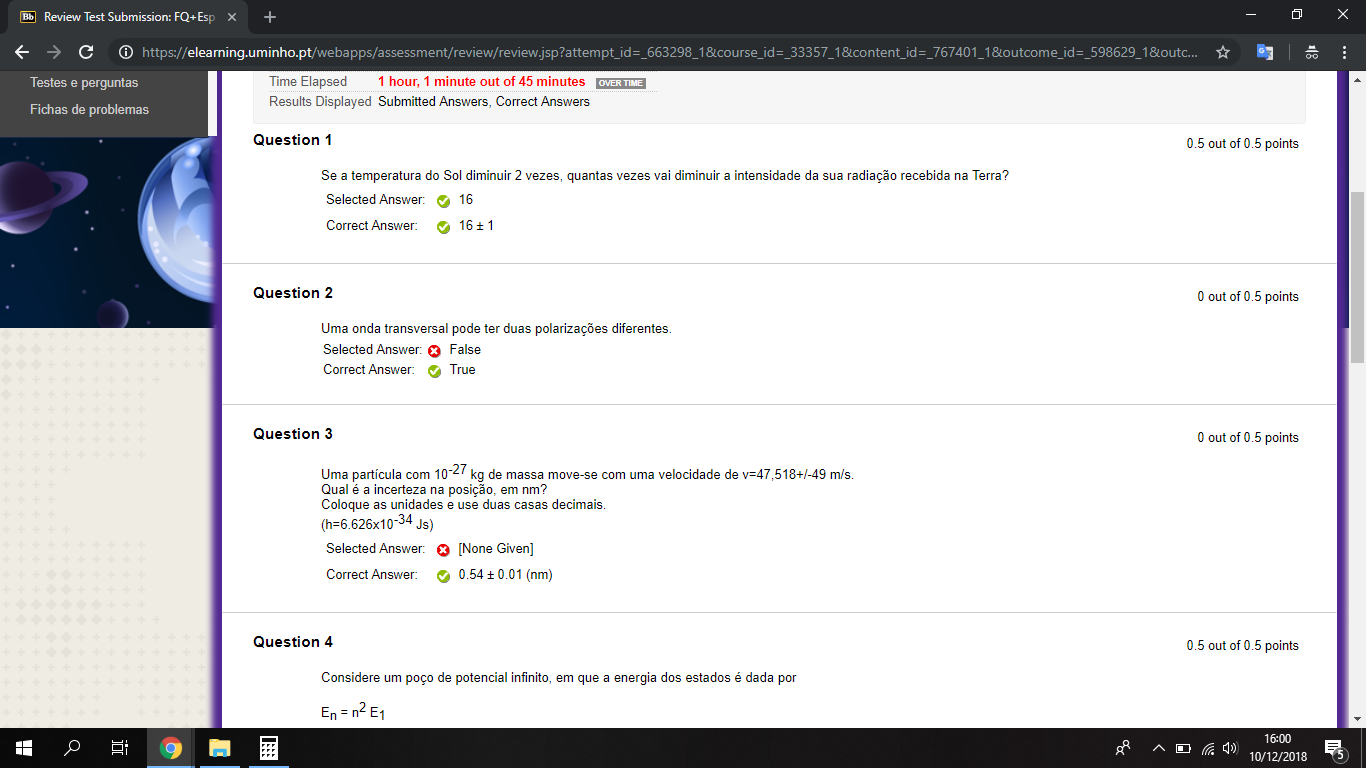 Review Test Submission: FQ+Esp
https://elearning.uminho.pt/webapps/assessment/review/review.jsp?attempt_id=_663298_1&course_id=_33357_1&content_id=_767401_1&outcome_id=_598629_1&outc...
Testes e perguntas
Fichas de problemas
Time Elapsed 1 hour, 1 minute out of 45 minutes OVER TIME
Results Displayed Submitted Answers, Correct Answers
Question 1
0.5 out of 0.5 points
Se a temperatura do Sol diminuir 2 vezes, quantas vezes vai diminuir a intensidade da sua radiação recebida na Terra?
Selected Answer: 16
Correct Answer: 16 ± 1
Question 2
0 out of 0.5 points
Uma onda transversal pode ter duas polarizações diferentes.
Selected Answer: False
Correct Answer: True
Question 3
0 out of 0.5 points
Uma partícula com 10⁻²⁷ kg de massa move-se com uma velocidade de v=47,518+/-49 m/s.
Qual é a incerteza na posição, em nm?
Coloque as unidades e use duas casas decimais.
(h=6.626x10⁻³⁴ Js)
Selected Answer: [None Given]
Correct Answer: 0.54 ± 0.01 (nm)
Question 4
0.5 out of 0.5 points
Considere um poço de potencial infinito, em que a energia dos estados é dada por
Eₙ = n² E₁
16:00
10/12/2018
5